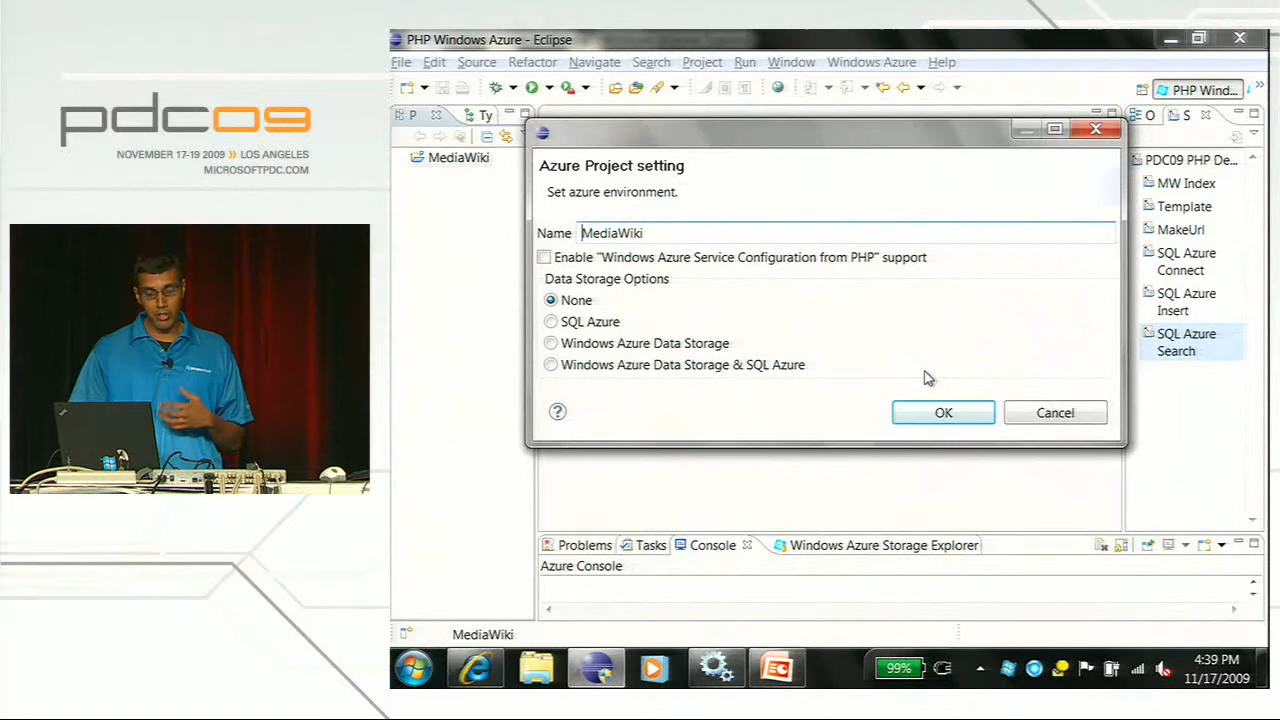 pdc09
NOVEMBER 17-19 2009 » LOS ANGELES
MICROSOFTPDC.COM
PHP Windows Azure - Eclipse
File Edit Source Refactor Navigate Search Project Run Window Windows Azure Help
PHP Wind...
P
Ty
O
S
MediaWiki
Azure Project setting
Set azure environment.
Name MediaWiki
Enable "Windows Azure Service Configuration from PHP" support
Data Storage Options
None
SQL Azure
Windows Azure Data Storage
Windows Azure Data Storage & SQL Azure
?
OK Cancel
PDC09 PHP De...
MW Index
Template
MakeUrl
SQL Azure
Connect
SQL Azure
Insert
SQL Azure
Search
Problems Tasks Console Windows Azure Storage Explorer
Azure Console
MediaWiki
99%
4:39 PM
11/17/2009